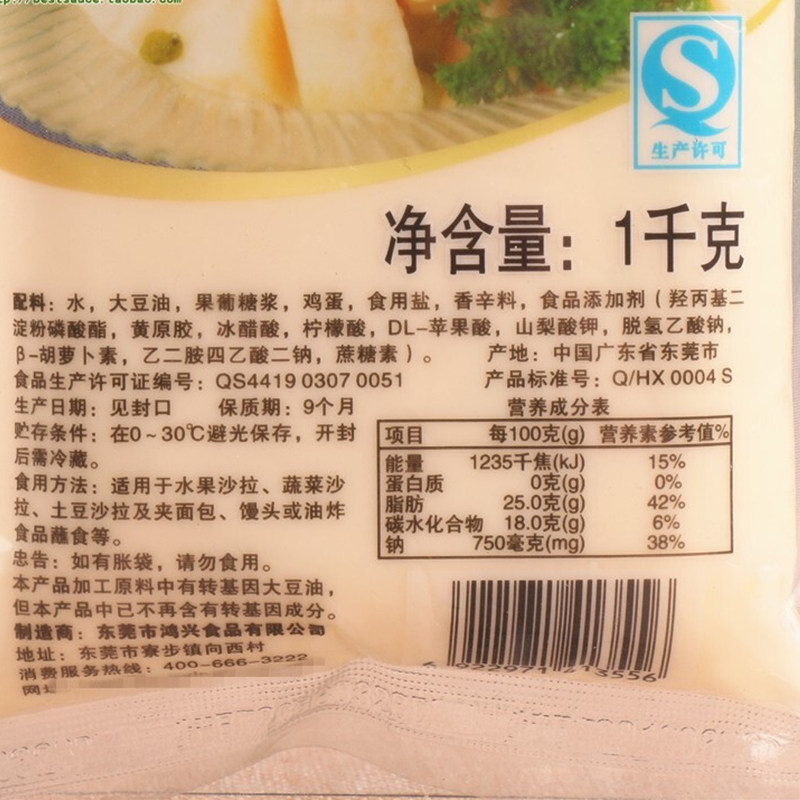 生产许可
净含量：1千克
配料：水，大豆油，果葡糖浆，鸡蛋，食用盐，香辛料，食品添加剂（羟丙基二
淀粉磷酸酯，黄原胶，冰醋酸，柠檬酸，DL-苹果酸，山梨酸钾，脱氢乙酸钠，
β-胡萝卜素，乙二胺四乙酸二钠，蔗糖素）。 产地：中国广东省东莞市
食品生产许可证编号：QS4419 0307 0051 产品标准号：Q/HX 0004 S
生产日期：见封口 保质期：9个月
贮存条件：在0~30℃避光保存，开封
后需冷藏。
食用方法：适用于水果沙拉、蔬菜沙
拉、土豆沙拉及夹面包、馒头或油炸
食品蘸食等。
忠告：如有胀袋，请勿食用。
本产品加工原料中有转基因大豆油，
但本产品中已不再含有转基因成分。
制造商：东莞市鸿兴食品有限公司
地址：东莞市寮步镇向西村
消费服务热线：400-666-3222
营养成分表
项目 每100克(g) 营养素参考值%
能量 1235千焦(kJ) 15%
蛋白质 0克(g) 0%
脂肪 25.0克(g) 42%
碳水化合物 18.0克(g) 6%
钠 750毫克(mg) 38%